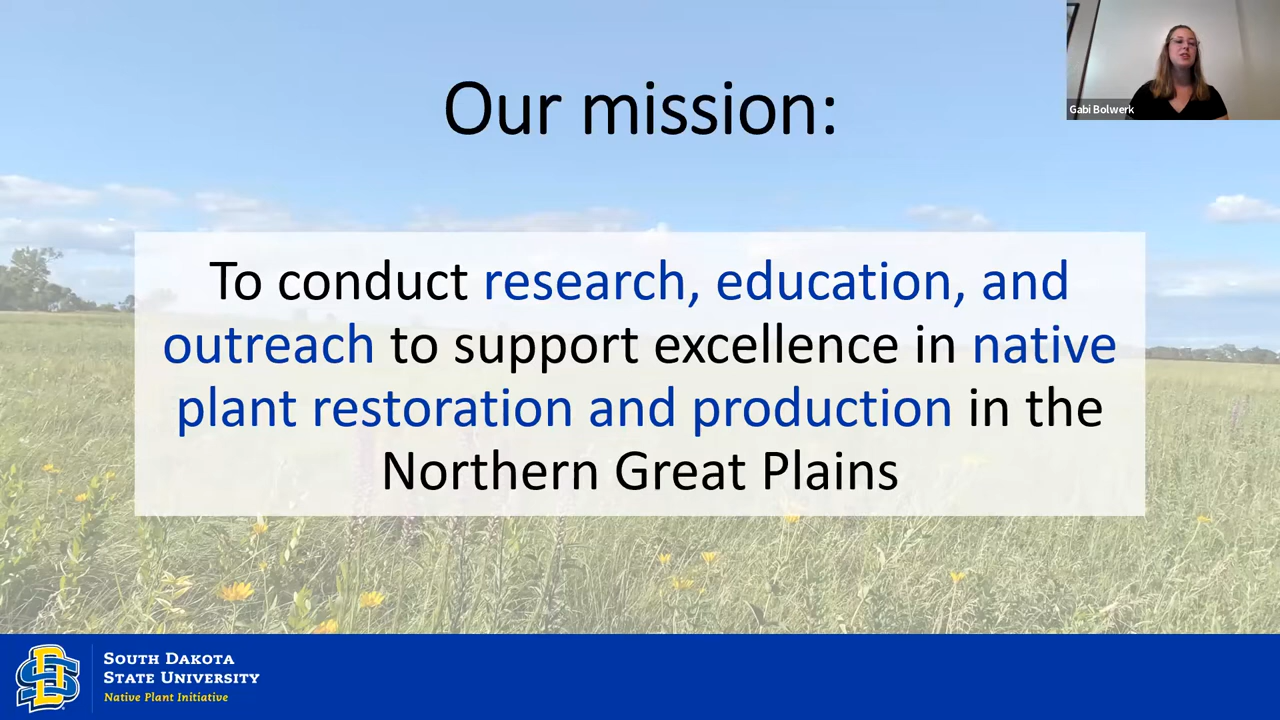 Our mission:
Gabi Bolwerk
To conduct research, education, and
outreach to support excellence in native
plant restoration and production in the
Northern Great Plains
SOUTH DAKOTA
STATE UNIVERSITY
Native Plant Initiative